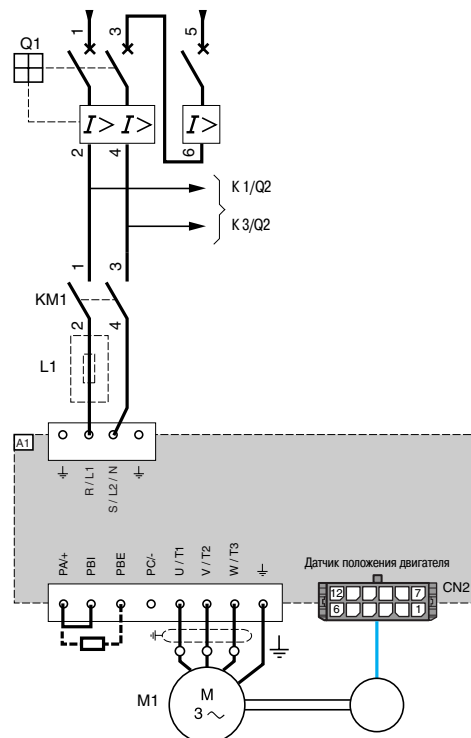 1
3
5
Q1
I>
I>
I>
2
4
6
K 1/Q2
K 3/Q2
1
3
KM1
2
4
L1
A1
R / L1
S / L2 / N
PA/+
PBI
PBE
PC/-
U / T1
V / T2
W / T3
Датчик положения двигателя
CN2
12
7
6
1
M1
M
3 ~